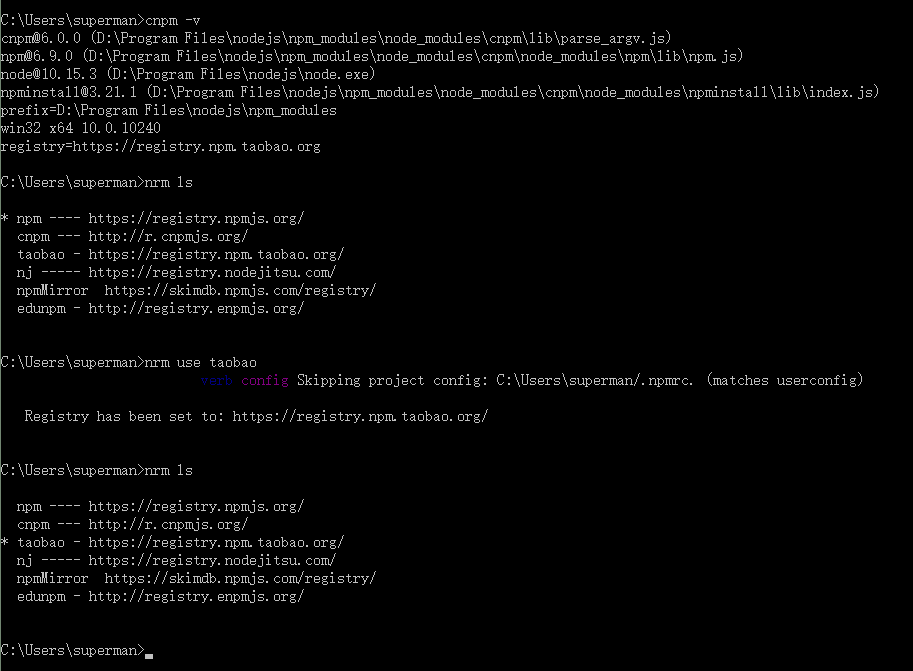 C:\Users\superman>cnpm -v
cnpm@6.0.0 (D:\Program Files\nodejs\npm_modules\node_modules\cnpm\lib\parse_argv.js)
npm@6.9.0 (D:\Program Files\nodejs\npm_modules\node_modules\cnpm\node_modules\npm\lib\npm.js)
node@10.15.3 (D:\Program Files\nodejs\node.exe)
npminstall@3.21.1 (D:\Program Files\nodejs\npm_modules\node_modules\cnpm\node_modules\npminstall\lib\index.js)
prefix=D:\Program Files\nodejs\npm_modules
win32 x64 10.0.10240
registry=https://registry.npm.taobao.org
C:\Users\superman>nrm ls
* npm ---- https://registry.npmjs.org/
cnpm --- http://r.cnpmjs.org/
taobao - https://registry.npm.taobao.org/
nj ----- https://registry.nodejitsu.com/
npmMirror  https://skimdb.npmjs.com/registry/
edunpm - http://registry.enpmjs.org/
C:\Users\superman>nrm use taobao
verb config Skipping project config: C:\Users\superman/.npmrc. (matches userconfig)
Registry has been set to: https://registry.npm.taobao.org/
C:\Users\superman>nrm ls
npm ---- https://registry.npmjs.org/
cnpm --- http://r.cnpmjs.org/
* taobao - https://registry.npm.taobao.org/
nj ----- https://registry.nodejitsu.com/
npmMirror  https://skimdb.npmjs.com/registry/
edunpm - http://registry.enpmjs.org/
C:\Users\superman>